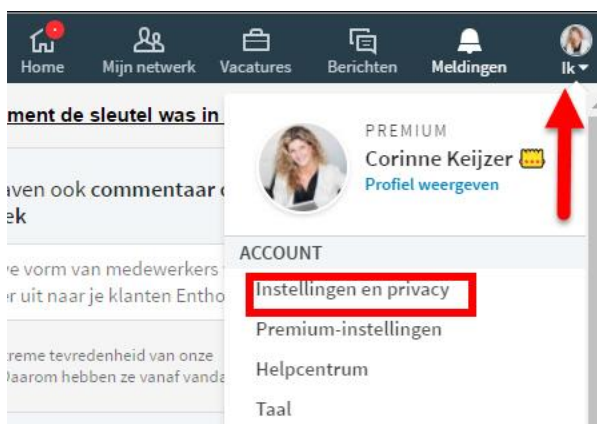 Home Mijn netwerk Vacatures Berichten Meldingen Ik
ment de sleutel was in
PREMIUM
Corinne Keijzer
Profiel weergeven
aven ook commentaar
ek
ACCOUNT
ve vorm van medewerkers
Instellingen en privacy
r uit naar je klanten Entho
Premium-instellingen
treme tevredenheid van onze
Helpcentrum
Daarom hebben ze vanaf vanda
Taal